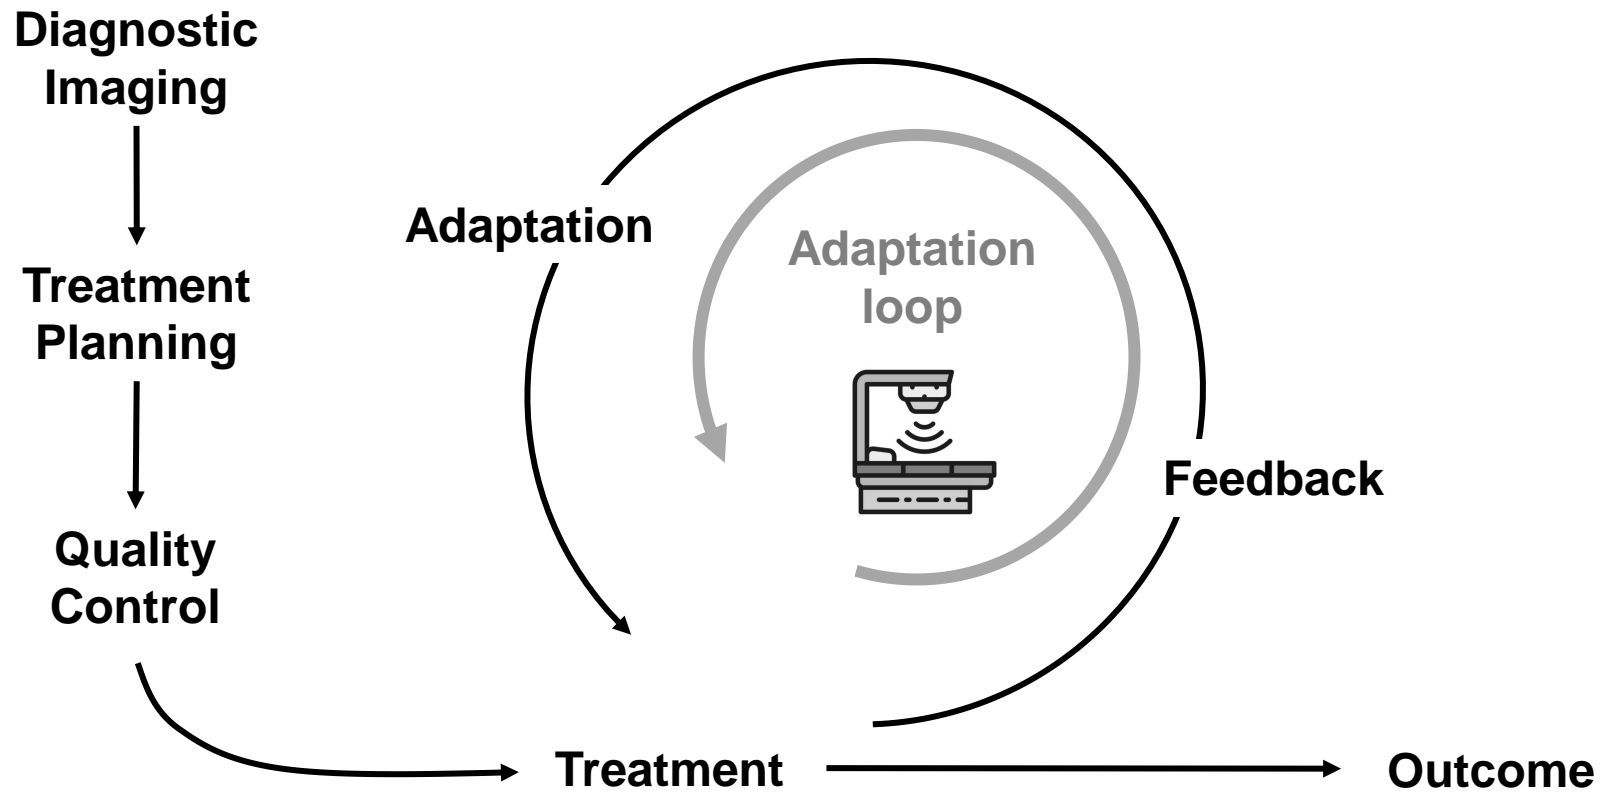 Diagnostic
Imaging
Treatment
Planning
Quality
Control
Adaptation
Adaptation
loop
Feedback
Treatment
Outcome